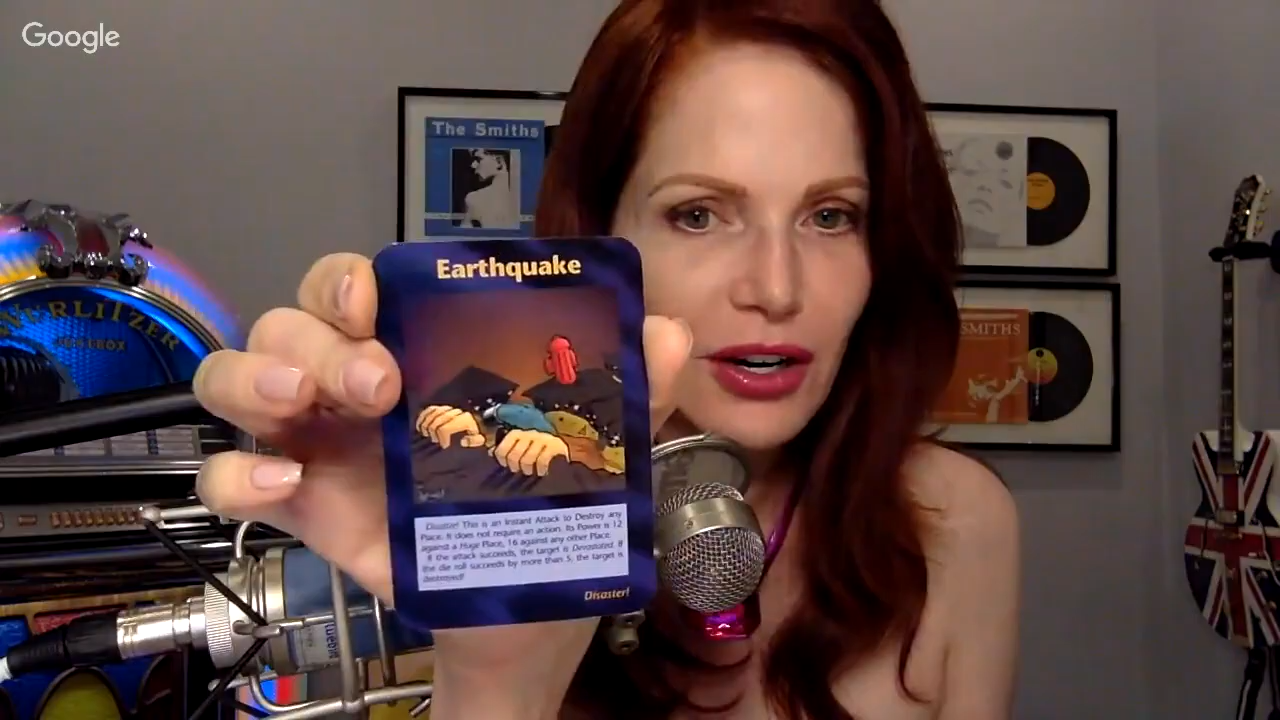 Google
The Smiths
WURLITZER
JUKEBOX
SMITHS
Earthquake
Disaster! This is an Instant Attack to Destroy any
Place. It does not require an action. Its Power is 12
against a Huge Place, 16 against any other Place.
If the attack succeeds, the target is Devastated. If
the die roll succeeds by more than 5, the target is
destroyed!
Disaster!